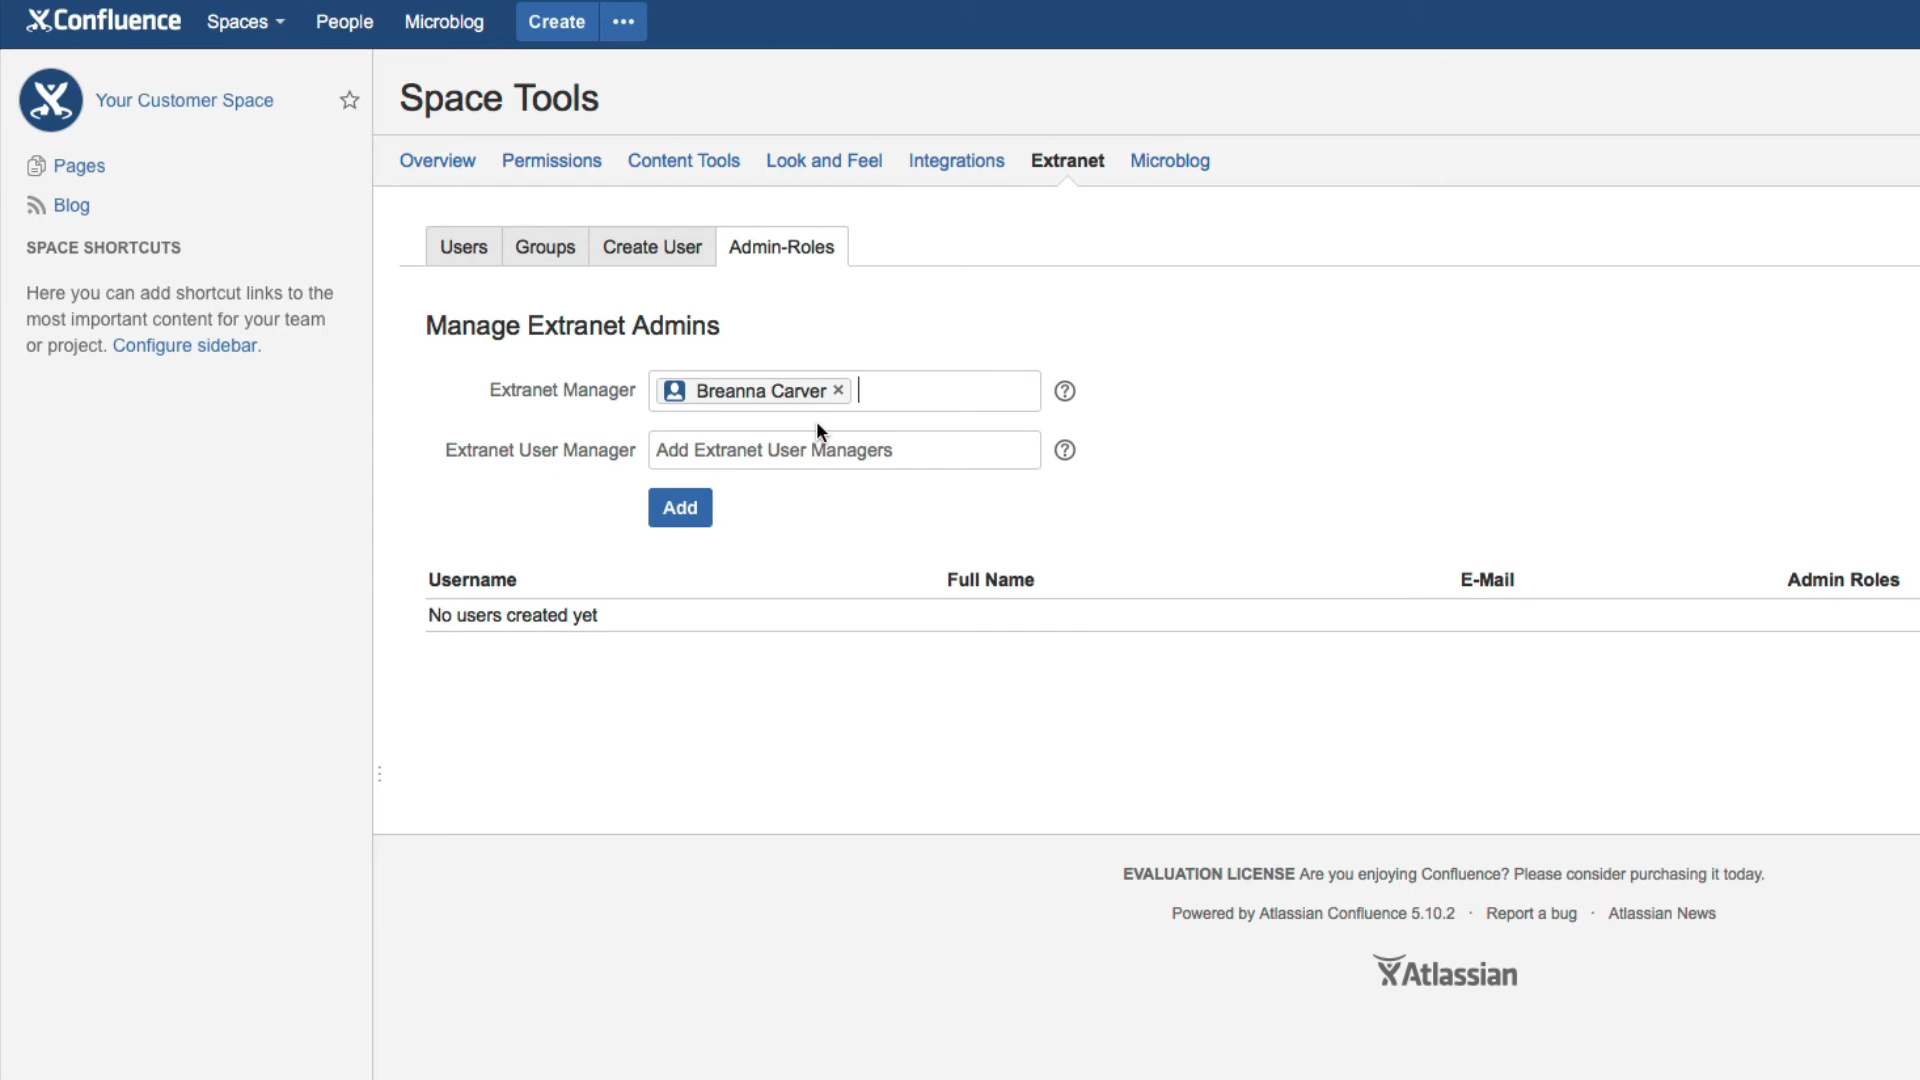 Confluence Spaces People Microblog Create •••
Your Customer Space
Pages
Blog
SPACE SHORTCUTS
Here you can add shortcut links to the
most important content for your team
or project. Configure sidebar.
Space Tools
Overview Permissions Content Tools Look and Feel Integrations Extranet Microblog
Users Groups Create User Admin-Roles
Manage Extranet Admins
Extranet Manager Breanna Carver ×
Extranet User Manager Add Extranet User Managers
Add
Username Full Name E-Mail Admin Roles
No users created yet
EVALUATION LICENSE Are you enjoying Confluence? Please consider purchasing it today.
Powered by Atlassian Confluence 5.10.2 · Report a bug · Atlassian News
Atlassian